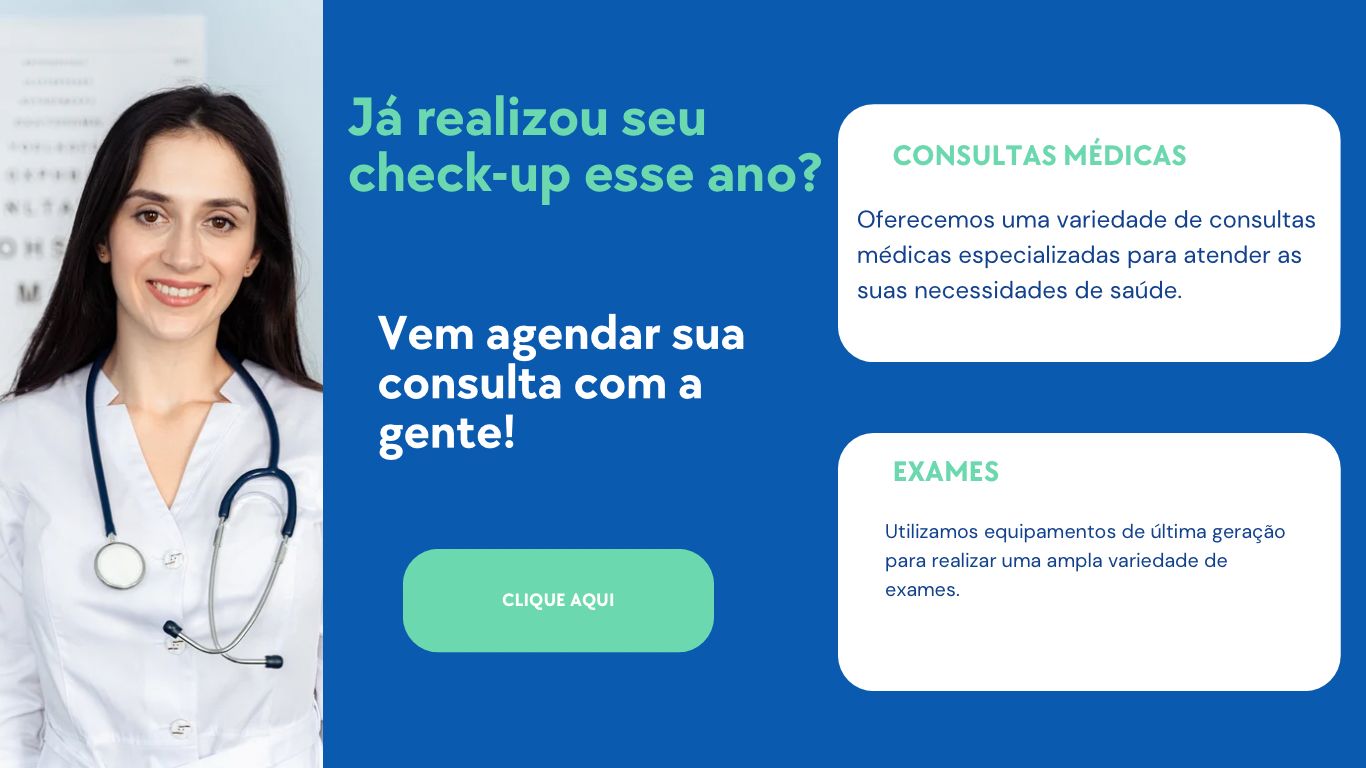 Já realizou seu
check-up esse ano?
Vem agendar sua
consulta com a
gente!
CLIQUE AQUI
CONSULTAS MÉDICAS
Oferecemos uma variedade de consultas
médicas especializadas para atender as
suas necessidades de saúde.
EXAMES
Utilizamos equipamentos de última geração
para realizar uma ampla variedade de
exames.